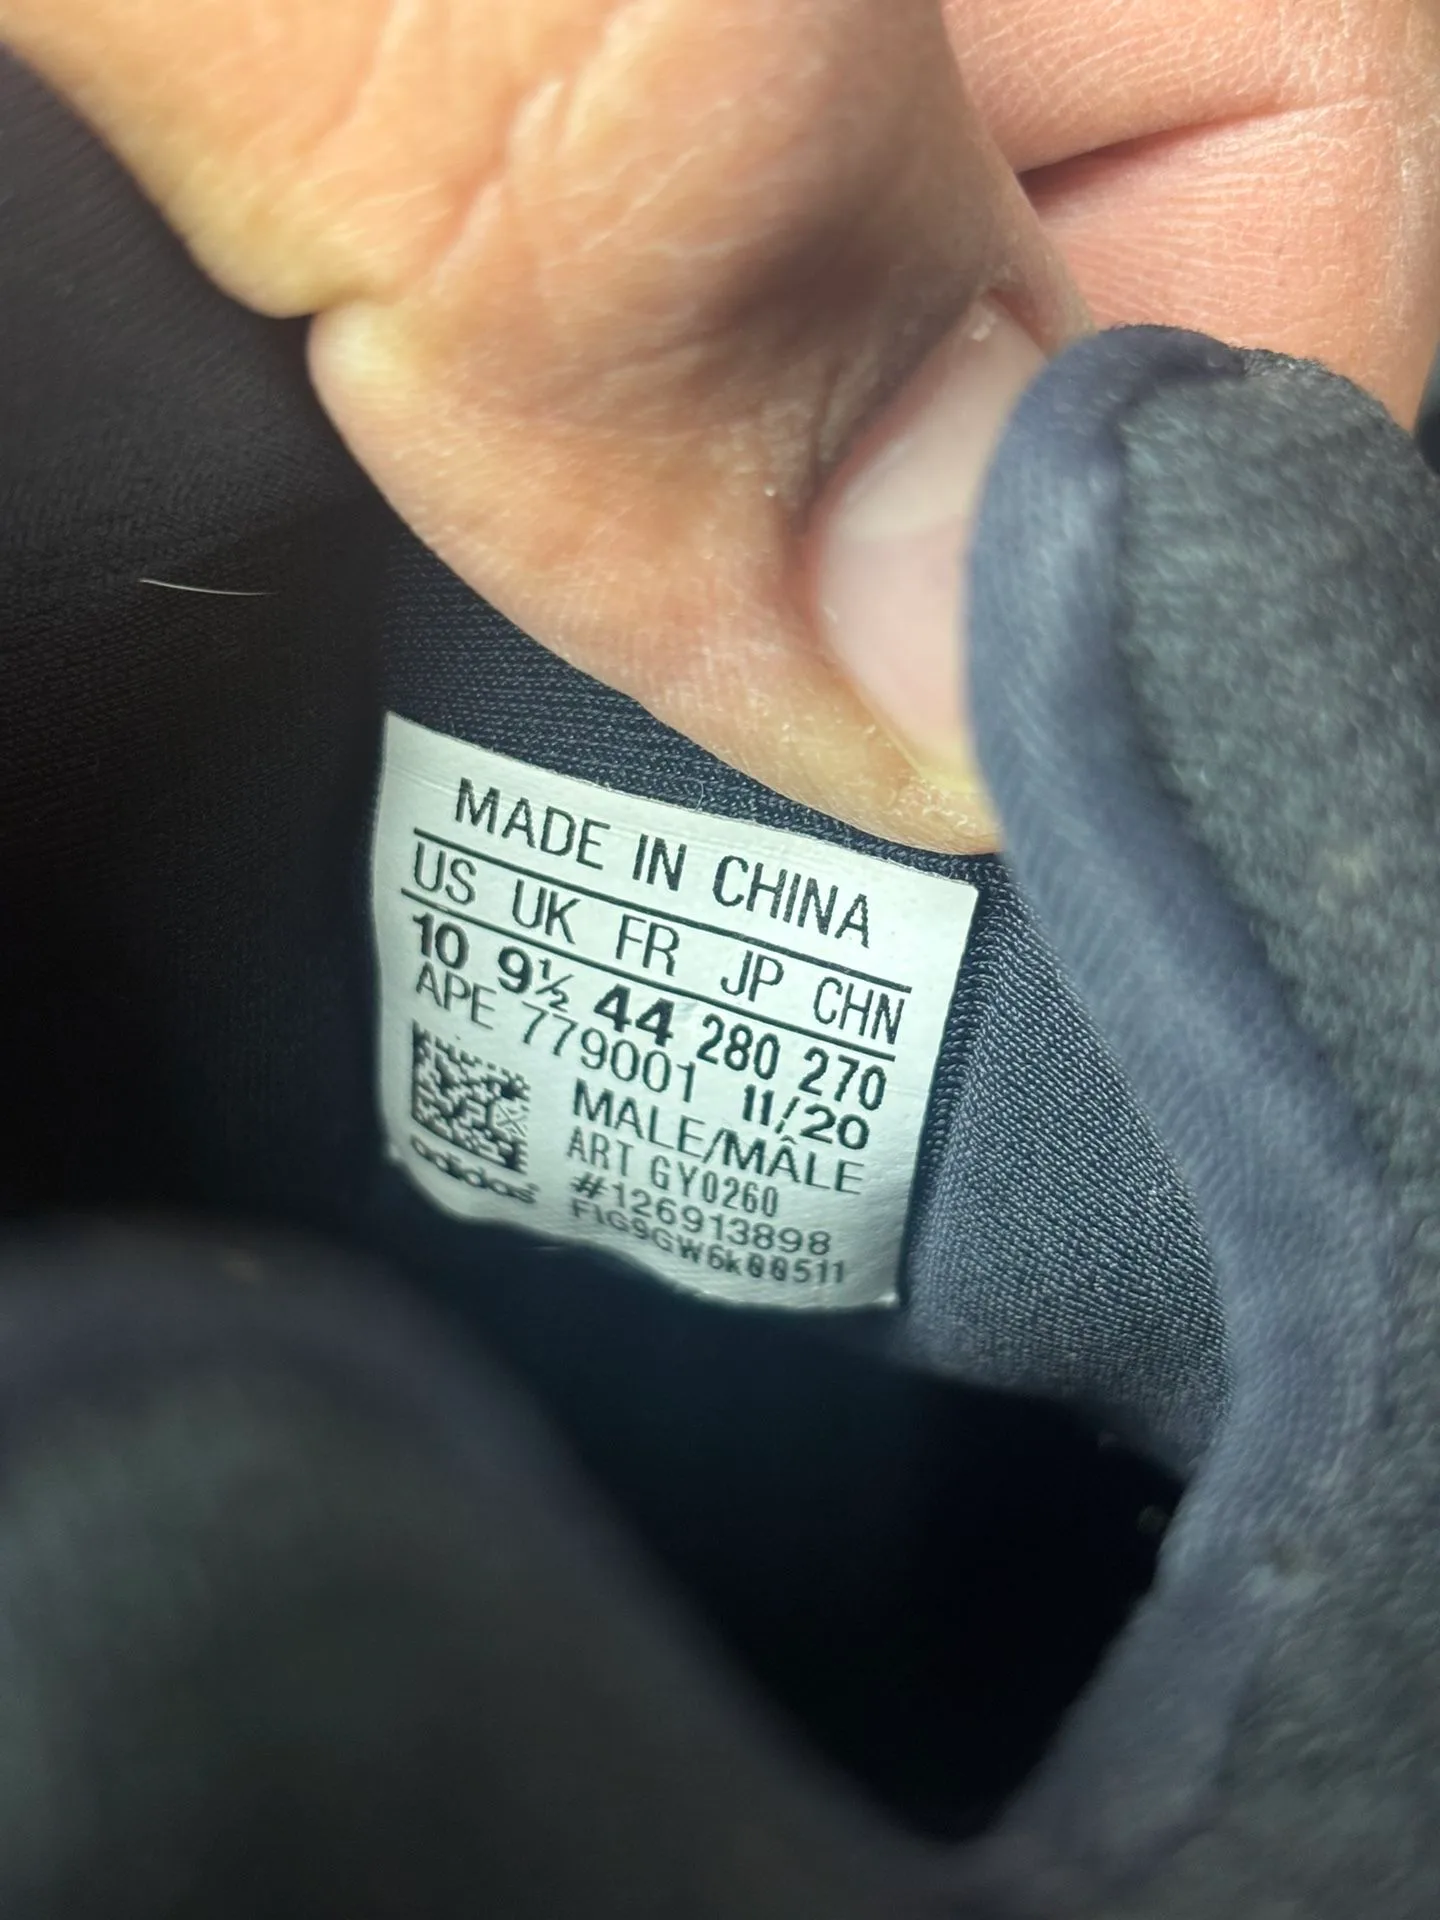 MADE IN CHINA
US UK FR JP CHN
10 9½ 44 280 270
APE 779001 11/20
MALE/MÂLE
ART GY0260
#126913898
F1G9GW6k00511
adidas